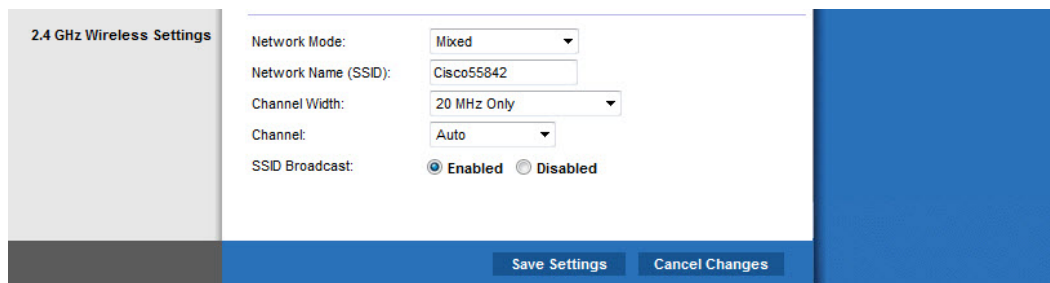 2.4 GHz Wireless Settings
Network Mode: Mixed
Network Name (SSID): Cisco55842
Channel Width: 20 MHz Only
Channel: Auto
SSID Broadcast: Enabled Disabled
Save Settings Cancel Changes